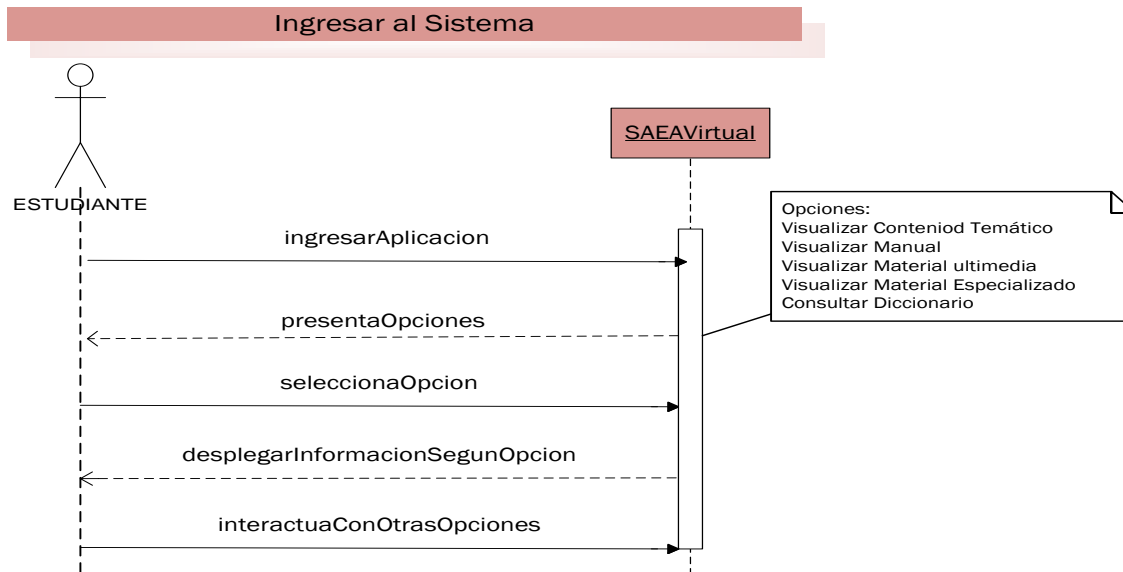 Ingresar al Sistema
SAEAVirtual
ESTUDIANTE
Opciones:
Visualizar Conteniod Temático
Visualizar Manual
Visualizar Material ultimedia
Visualizar Material Especializado
Consultar Diccionario
ingresarAplicacion
presentaOpciones
seleccionaOpcion
desplegarInformacionSegunOpcion
interactuaConOtrasOpciones